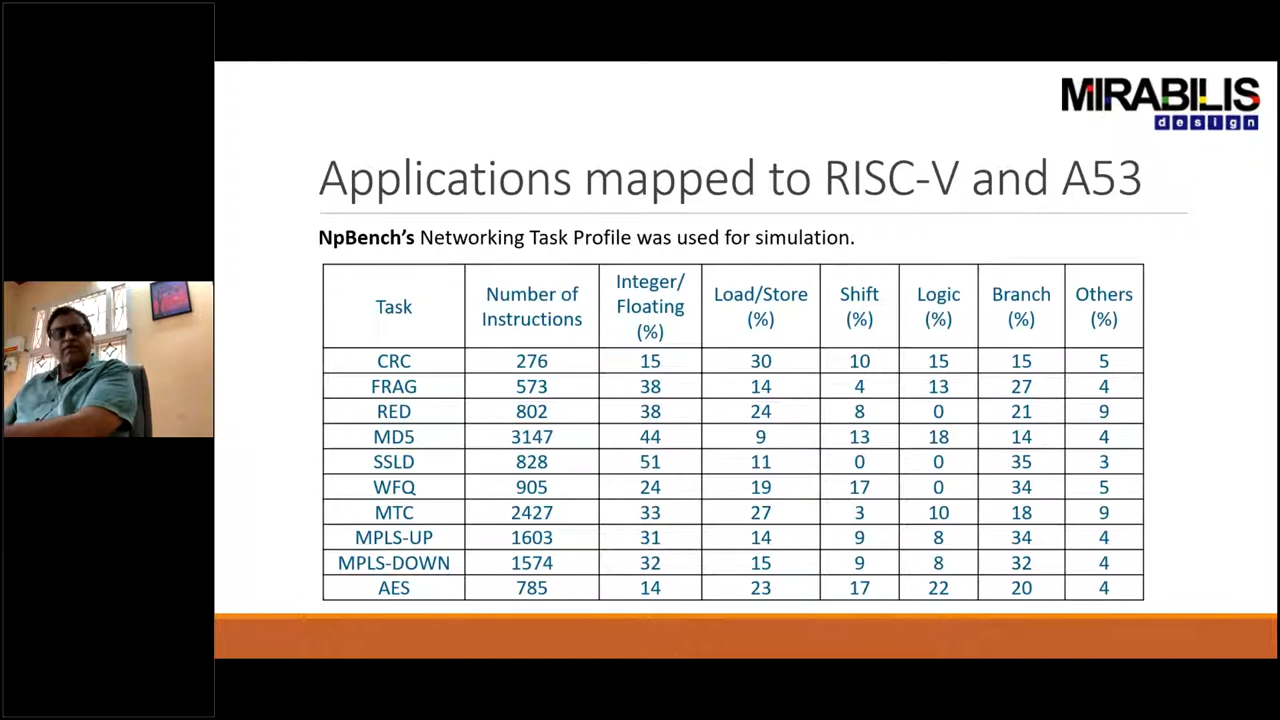 MIRABILIS
design
Applications mapped to RISC-V and A53
NpBench's Networking Task Profile was used for simulation.
Task Number of Instructions Integer/ Floating (%) Load/Store (%) Shift (%) Logic (%) Branch (%) Others (%)
CRC 276 15 30 10 15 15 5
FRAG 573 38 14 4 13 27 4
RED 802 38 24 8 0 21 9
MD5 3147 44 9 13 18 14 4
SSLD 828 51 11 0 0 35 3
WFQ 905 24 19 17 0 34 5
MTC 2427 33 27 3 10 18 9
MPLS-UP 1603 31 14 9 8 34 4
MPLS-DOWN 1574 32 15 9 8 32 4
AES 785 14 23 17 22 20 4